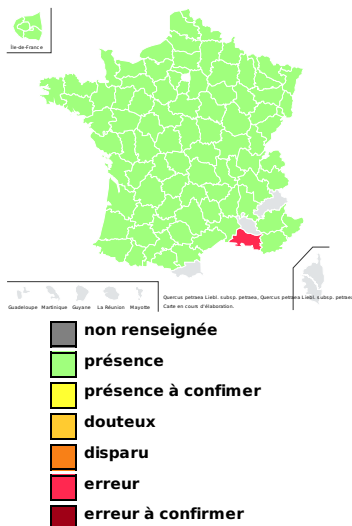 Île-de-France
Guadeloupe Martinique Guyane La Réunion Mayotte
Quercus petraea Liebl. subsp. petraea, Quercus petraea Liebl. subsp. petraea
Carte en cours d'élaboration.
non renseignée
présence
présence à confimer
douteux
disparu
erreur
erreur à confirmer